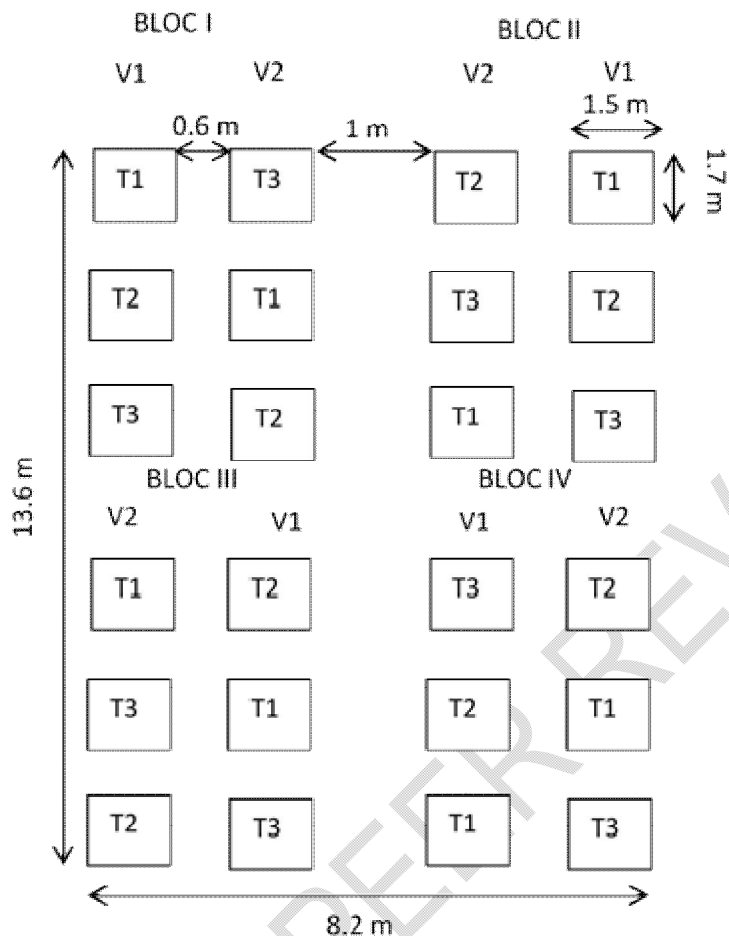 BLOC I BLOC II
V1 V2 V2 V1
1.5 m
0.6 m 1 m
T1 T3 T2 T1
1.7 m
T2 T1 T3 T2
T3 T2 T1 T3
BLOC III BLOC IV
13.6 m
V2 V1 V1 V2
T1 T2 T3 T2
T3 T1 T2 T1
T2 T3 T1 T3
8.2 m
PEER REV